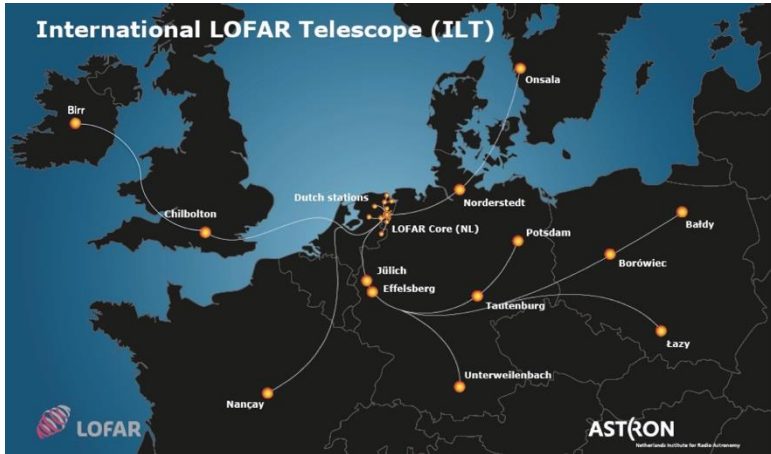 International LOFAR Telescope (ILT)
Onsala
Birr
Dutch stations
Norderstedt
Chilbolton
Bałdy
LOFAR Core (NL)
Potsdam
Borówiec
Jülich
Effelsberg
Tautenburg
Łazy
Unterweilenbach
Nançay
LOFAR
ASTRON
Netherlands Institute for Radio Astronomy